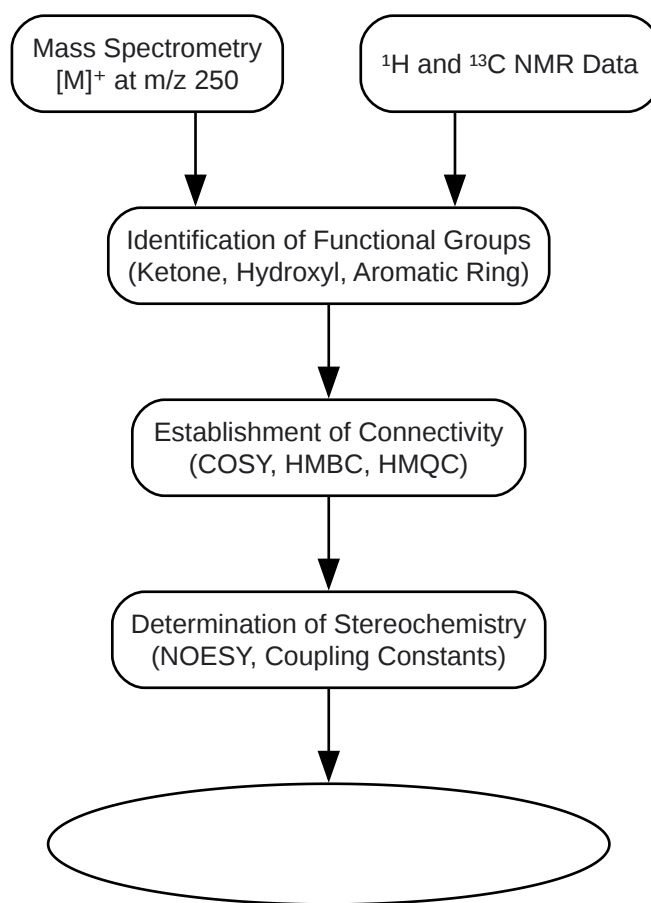 Mass Spectrometry
[M]⁺ at m/z 250
¹H and ¹³C NMR Data
Identification of Functional Groups
(Ketone, Hydroxyl, Aromatic Ring)
Establishment of Connectivity
(COSY, HMBC, HMQC)
Determination of Stereochemistry
(NOESY, Coupling Constants)